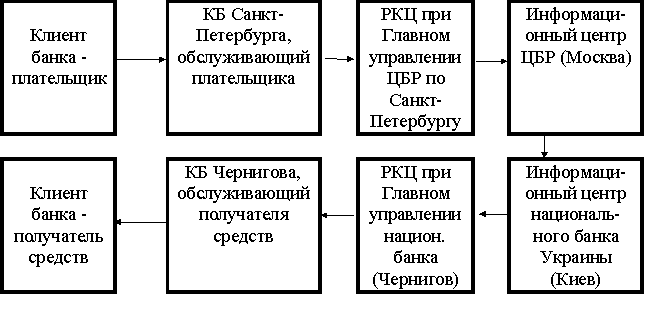 Клиент
банка -
плательщик
КБ Санкт-
Петербурга,
обслуживающий
плательщика
РКЦ при
Главном
управлении
ЦБР по
Санкт-
Петербургу
Информаци-
онный центр
ЦБР (Москва)
Клиент
банка -
получатель
средств
КБ Чернигова,
обслуживающий
получателя
средств
РКЦ при
Главном
управлении
национ.
банка
(Чернигов)
Информаци-
онный центр
националь-
ного банка
Украины
(Киев)